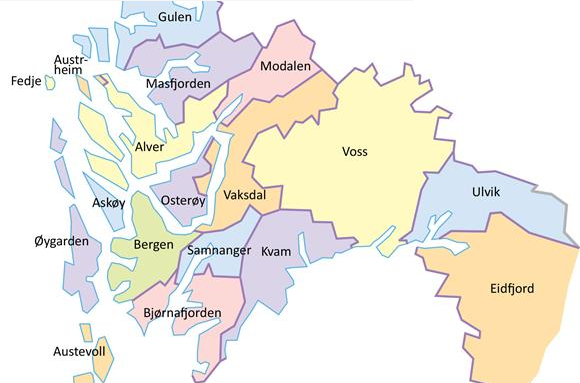 Gulen
Austr-
heim
Modalen
Fedje
Masfjorden
Alver
Voss
Askøy
Osterøy
Vaksdal
Ulvik
Øygarden
Bergen
Samnanger
Kvam
Eidfjord
Bjørnafjorden
Austevoll